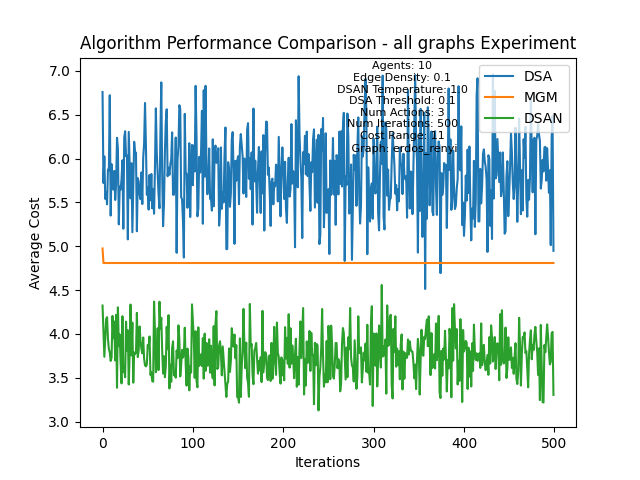 Algorithm Performance Comparison - all graphs Experiment
Agents: 10
Edge Density: 0.1
DSAN Temperature: 1.0
DSA Threshold: 0.1
Num Actions: 3
Num Iterations: 500
Cost Range: 11
Graph: erdos_renyi
DSA
MGM
DSAN
7.0
6.5
6.0
5.5
5.0
4.5
4.0
3.5
3.0
Average Cost
0
100
200
300
400
500
Iterations